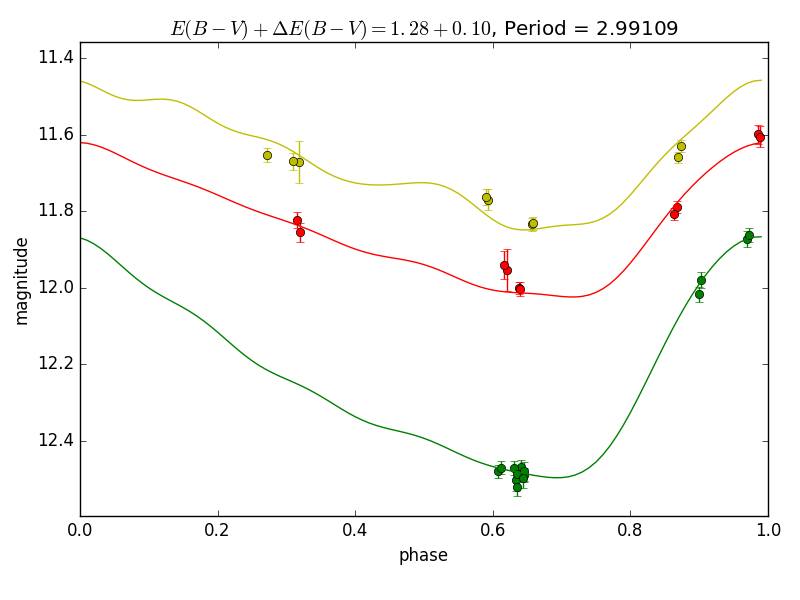 E(B − V) + ΔE(B − V) = 1.28 + 0.10, Period = 2.99109
11.4
11.6
11.8
12.0
12.2
12.4
magnitude
0.0 0.2 0.4 0.6 0.8 1.0
phase